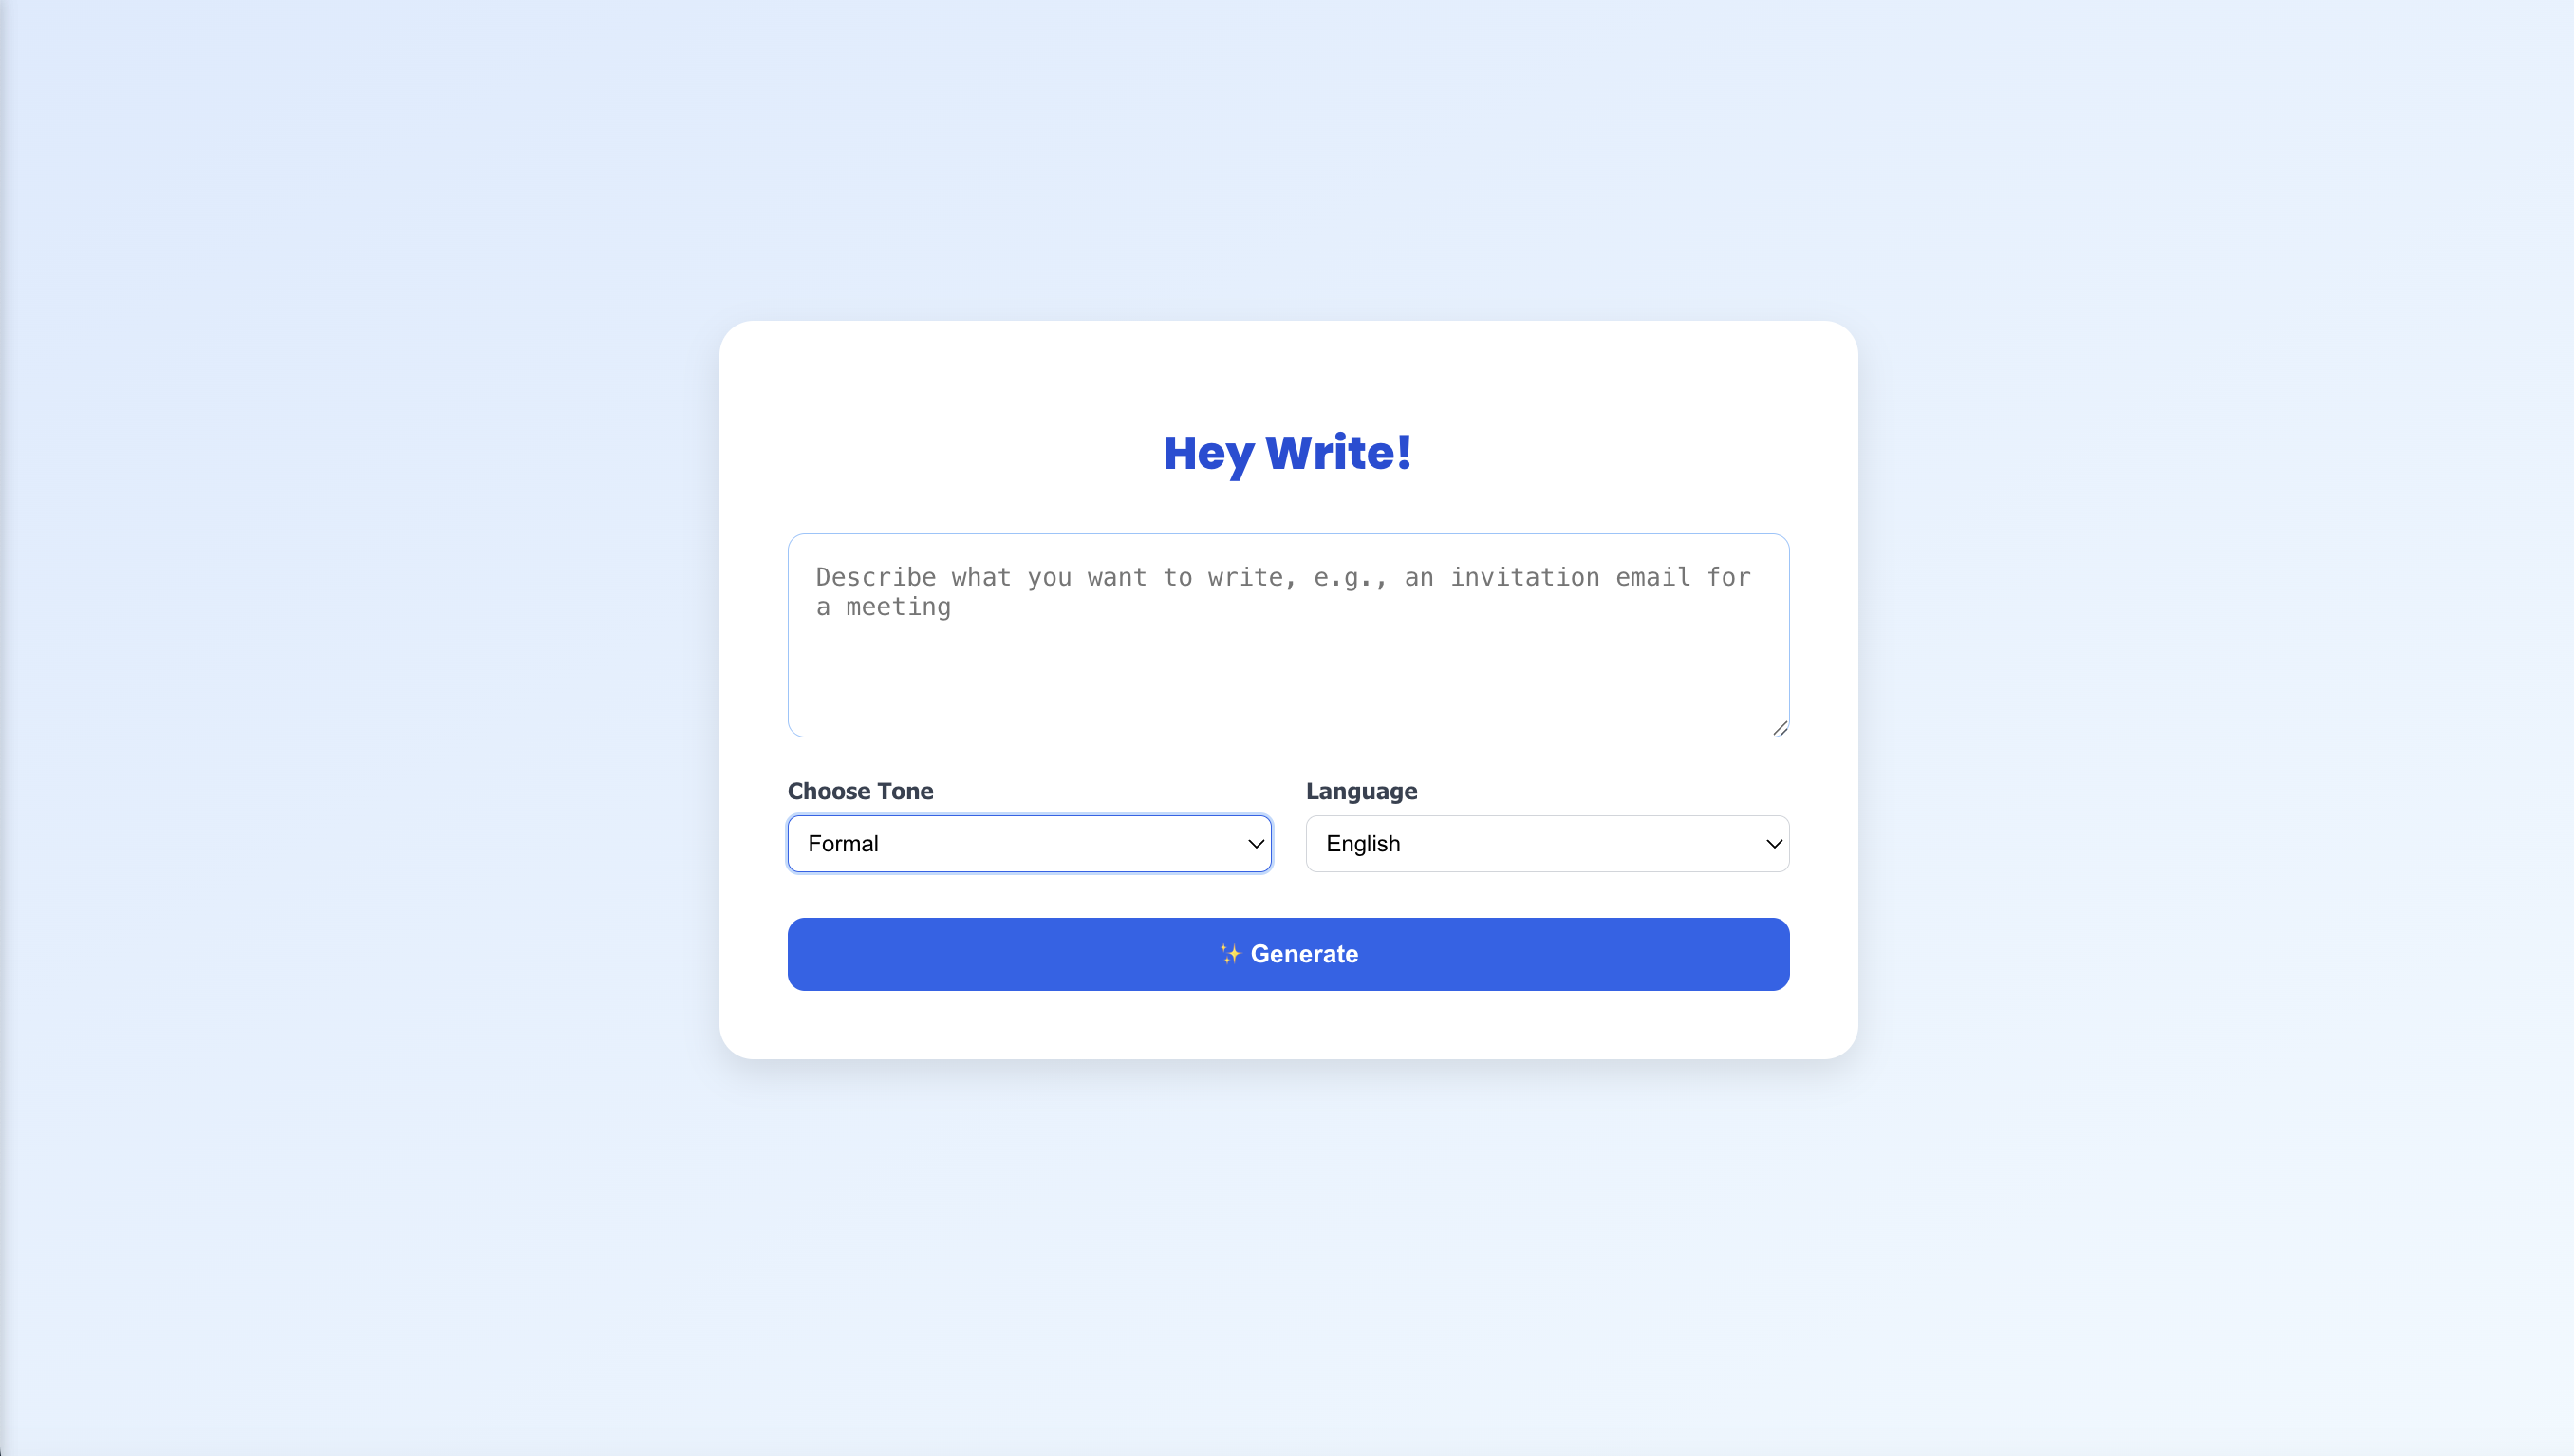 Hey Write!
Describe what you want to write, e.g., an invitation email for
a meeting
Choose Tone
Language
Formal
English
✨ Generate